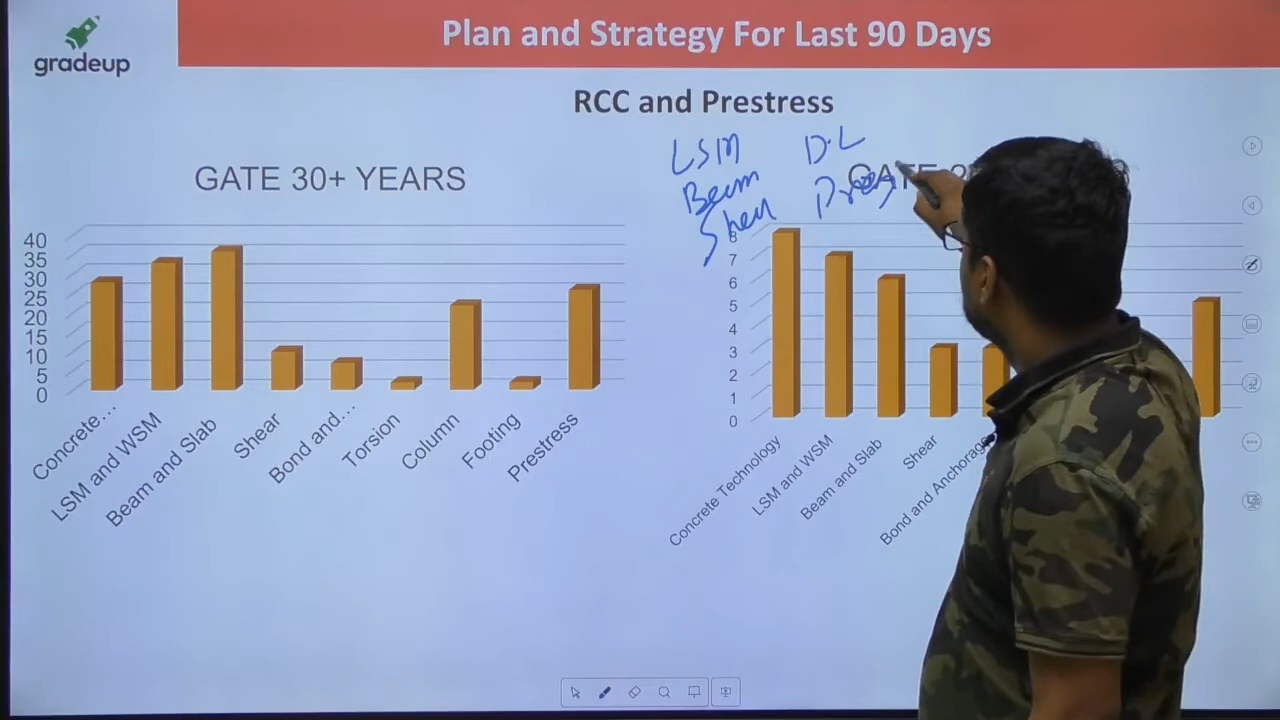 gradeup
Plan and Strategy For Last 90 Days
RCC and Prestress
LSM D.L
Beam Pres
Shear
GATE 30+ YEARS
40
35
30
25
20
15
10
5
0
Concrete...
LSM and WSM
Beam and Slab
Shear
Bond and...
Torsion
Column
Footing
Prestress
GATE
8
7
6
5
4
3
2
1
0
Concrete Technology
LSM and WSM
Beam and Slab
Shear
Bond and Anchorage